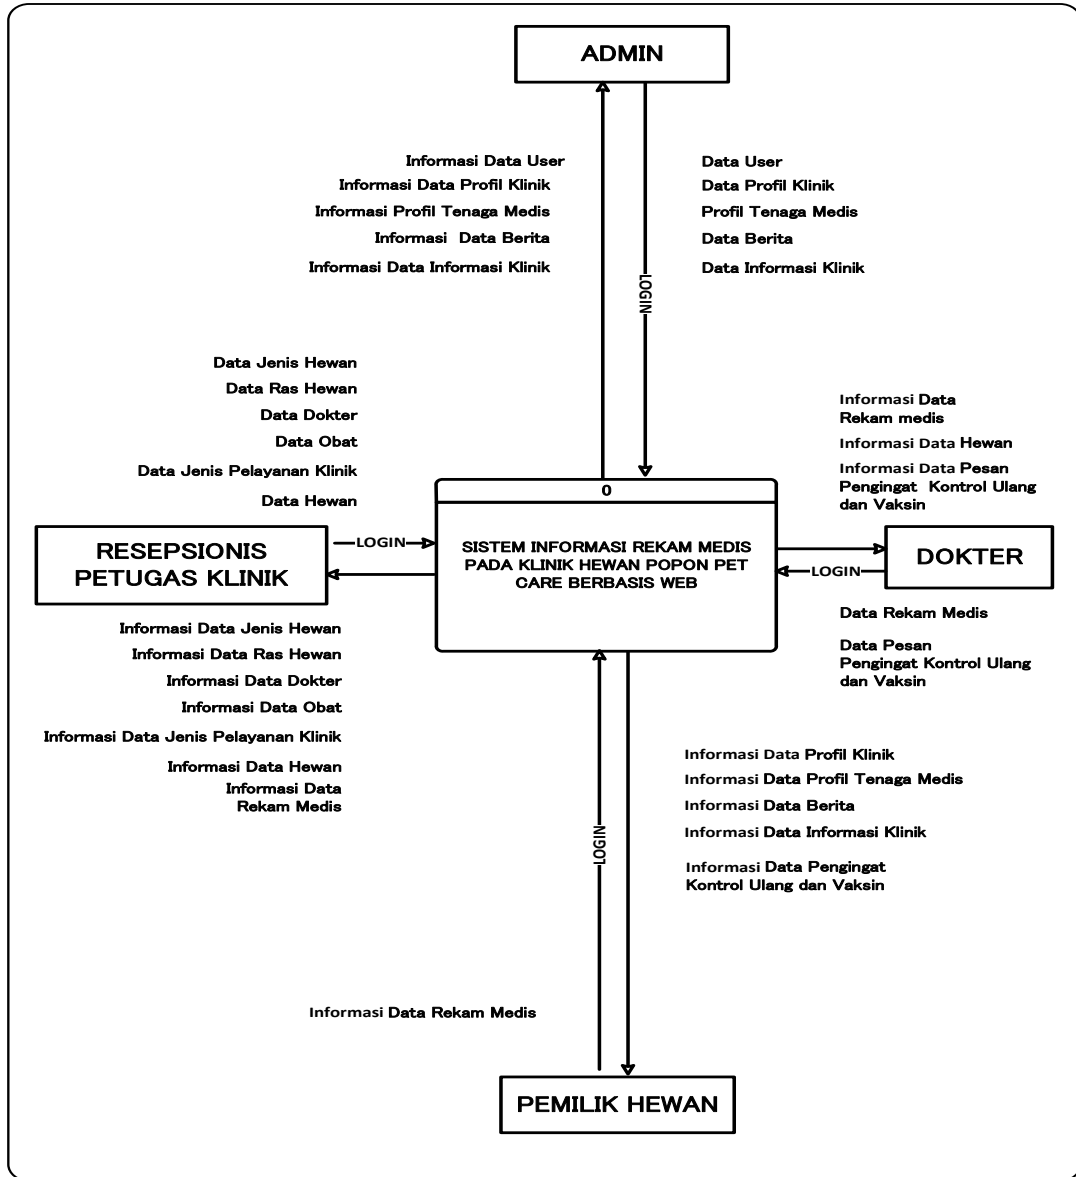 ADMIN
Informasi Data User
Informasi Data Profil Klinik
Informasi Profil Tenaga Medis
Informasi Data Berita
Informasi Data Informasi Klinik
Data User
Data Profil Klinik
Profil Tenaga Medis
Data Berita
Data Informasi Klinik
LOGIN
Data Jenis Hewan
Data Ras Hewan
Data Dokter
Data Obat
Data Jenis Pelayanan Klinik
Data Hewan
Informasi Data
Rekam medis
Informasi Data Hewan
Informasi Data Pesan
Pengingat Kontrol Ulang
dan Vaksin
RESEPSIONIS
PETUGAS KLINIK
LOGIN
0
SISTEM INFORMASI REKAM MEDIS
PADA KLINIK HEWAN POPON PET
CARE BERBASIS WEB
LOGIN
DOKTER
Informasi Data Jenis Hewan
Informasi Data Ras Hewan
Informasi Data Dokter
Informasi Data Obat
Informasi Data Jenis Pelayanan Klinik
Informasi Data Hewan
Informasi Data
Rekam Medis
Data Rekam Medis
Data Pesan
Pengingat Kontrol Ulang
dan Vaksin
LOGIN
Informasi Data Profil Klinik
Informasi Data Profil Tenaga Medis
Informasi Data Berita
Informasi Data Informasi Klinik
Informasi Data Pengingat
Kontrol Ulang dan Vaksin
Informasi Data Rekam Medis
PEMILIK HEWAN